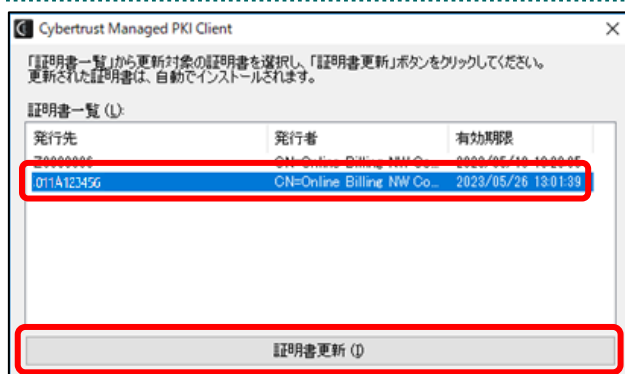 Cybertrust Managed PKI Client
「証明書一覧」から更新対象の証明書を選択し、「証明書更新」ボタンをクリックしてください。
更新された証明書は、自動でインストールされます。
証明書一覧 (L):
発行先 発行者 有効期限
CN=Online Billing NW Co...
011A123456 CN=Online Billing NW Co... 2023/05/26 13:01:39
証明書更新 (I)